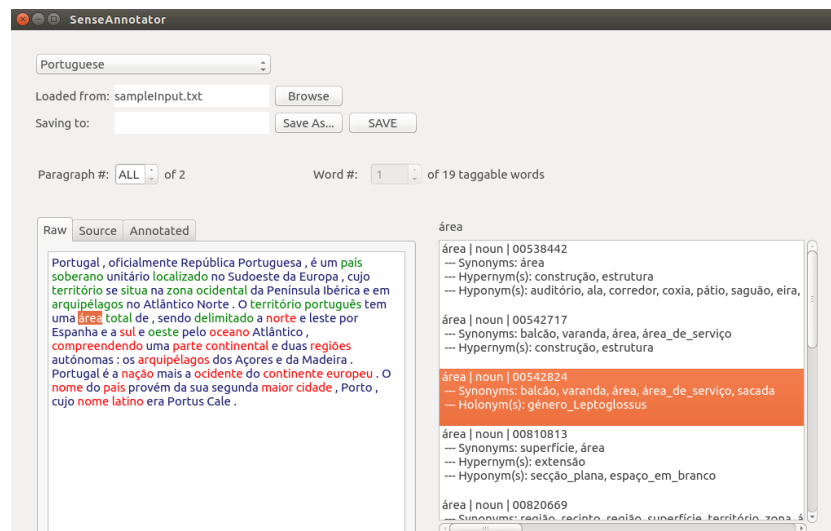 SenseAnnotator
Portuguese
Loaded from: sampleInput.txt Browse
Saving to: Save As... SAVE
Paragraph #: ALL of 2 Word #: 1 of 19 taggable words
Raw Source Annotated
Portugal , oficialmente República Portuguesa , é um país
soberano unitário localizado no Sudoeste da Europa , cujo
território se situa na zona ocidental da Península Ibérica e em
arquipélagos no Atlântico Norte . O território português tem
uma área total de , sendo delimitado a norte e leste por
Espanha e a sul e oeste pelo oceano Atlântico ,
compreendendo uma parte continental e duas regiões
autónomas : os arquipélagos dos Açores e da Madeira .
Portugal é a nação mais a ocidente do continente europeu . O
nome do país provém da sua segunda maior cidade , Porto ,
cujo nome latino era Portus Cale .
área
área | noun | 00538442
--- Synonyms: área
--- Hypernym(s): construção, estrutura
--- Hyponym(s): auditório, ala, corredor, coxia, pátio, saguão, eira,
área | noun | 00542717
--- Synonyms: balcão, varanda, área, área_de_serviço
--- Hypernym(s): construção, estrutura
área | noun | 00542824
--- Synonyms: balcão, varanda, área, área_de_serviço, sacada
--- Holonym(s): género_Leptoglossus
área | noun | 00810813
--- Synonyms: superfície, área
--- Hypernym(s): extensão
--- Hyponym(s): secção_plana, espaço_em_branco
área | noun | 00820669
--- Synonyms: região, recinto, região, superfície, território, zona,